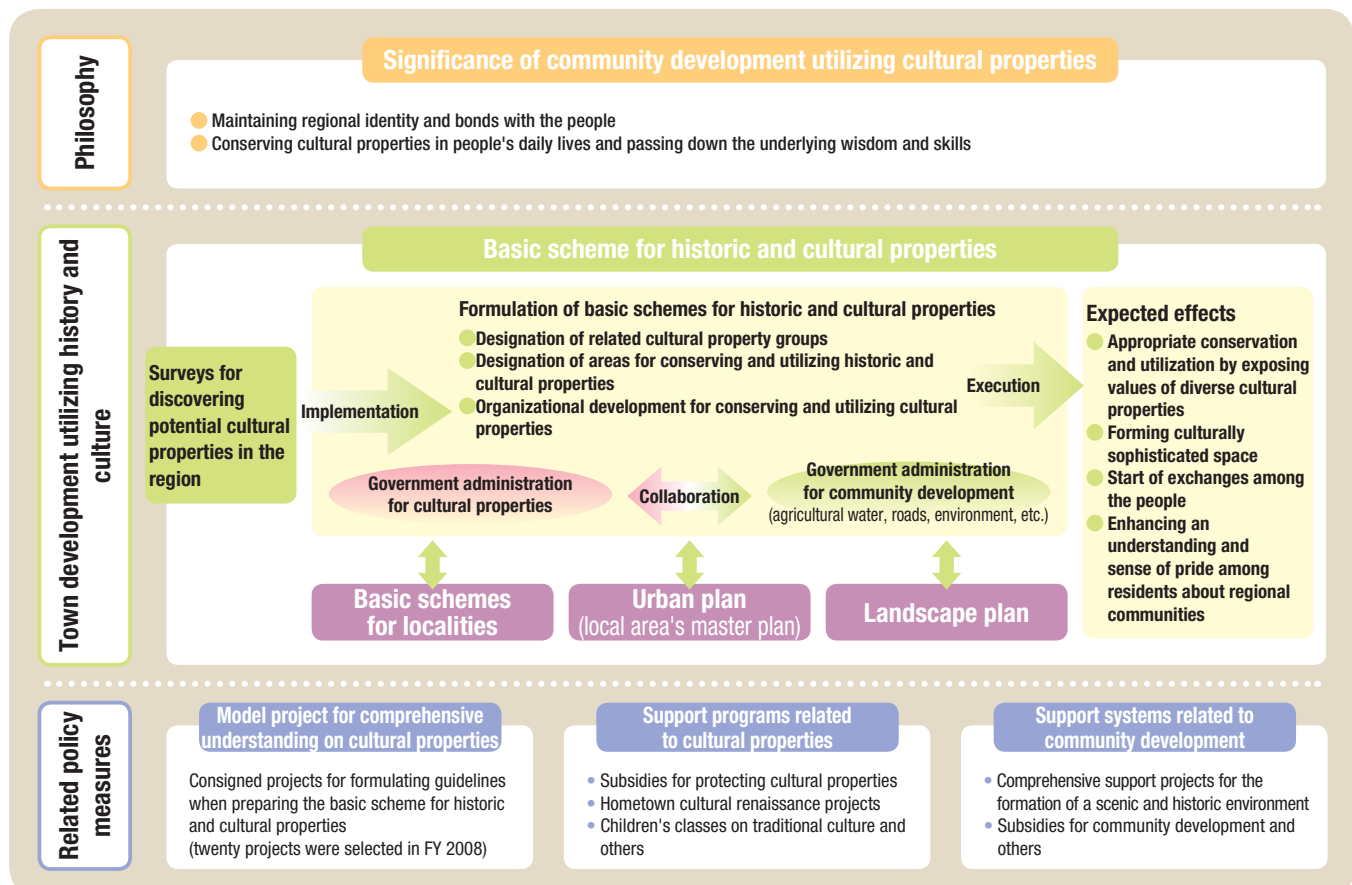 Philosophy
Significance of community development utilizing cultural properties
Maintaining regional identity and bonds with the people
Conserving cultural properties in people's daily lives and passing down the underlying wisdom and skills
Town development utilizing history and
culture
Basic scheme for historic and cultural properties
Surveys for
discovering
potential cultural
properties in the
region
Implementation
Formulation of basic schemes for historic and cultural properties
Designation of related cultural property groups
Designation of areas for conserving and utilizing historic and
cultural properties
Organizational development for conserving and utilizing cultural
properties
Execution
Government administration
for cultural properties
Collaboration
Government administration
for community development
(agricultural water, roads, environment, etc.)
Expected effects
Appropriate conservation
and utilization by exposing
values of diverse cultural
properties
Forming culturally
sophisticated space
Start of exchanges among
the people
Enhancing an
understanding and
sense of pride among
residents about regional
communities
Basic schemes
for localities
Urban plan
(local area's master plan)
Landscape plan
Related policy
measures
Model project for comprehensive
understanding on cultural properties
Consigned projects for formulating guidelines
when preparing the basic scheme for historic
and cultural properties
(twenty projects were selected in FY 2008)
Support programs related
to cultural properties
• Subsidies for protecting cultural properties
• Hometown cultural renaissance projects
• Children's classes on traditional culture and
others
Support systems related to
community development
• Comprehensive support projects for the
formation of a scenic and historic environment
• Subsidies for community development and
others